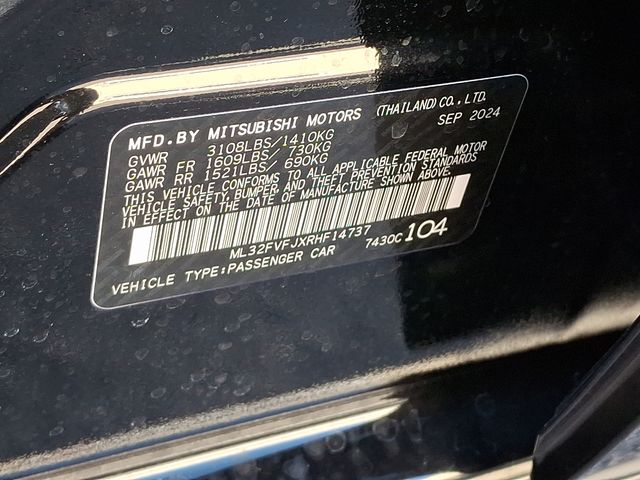 MFD.BY MITSUBISHI MOTORS (THAILAND)CO.,LTD.
SEP 2024
GVWR 3108LBS/1410KG
GAWR FR 1609LBS/ 730KG
GAWR RR 1521LBS/ 690KG
THIS VEHICLE CONFORMS TO ALL APPLICABLE FEDERAL MOTOR
VEHICLE SAFETY,BUMPER,AND THEFT PREVENTION STANDARDS
IN EFFECT ON THE DATE OF MANUFACTURE SHOWN ABOVE.
ML32FVFJXRHF14737
7430C 104
VEHICLE TYPE:PASSENGER CAR